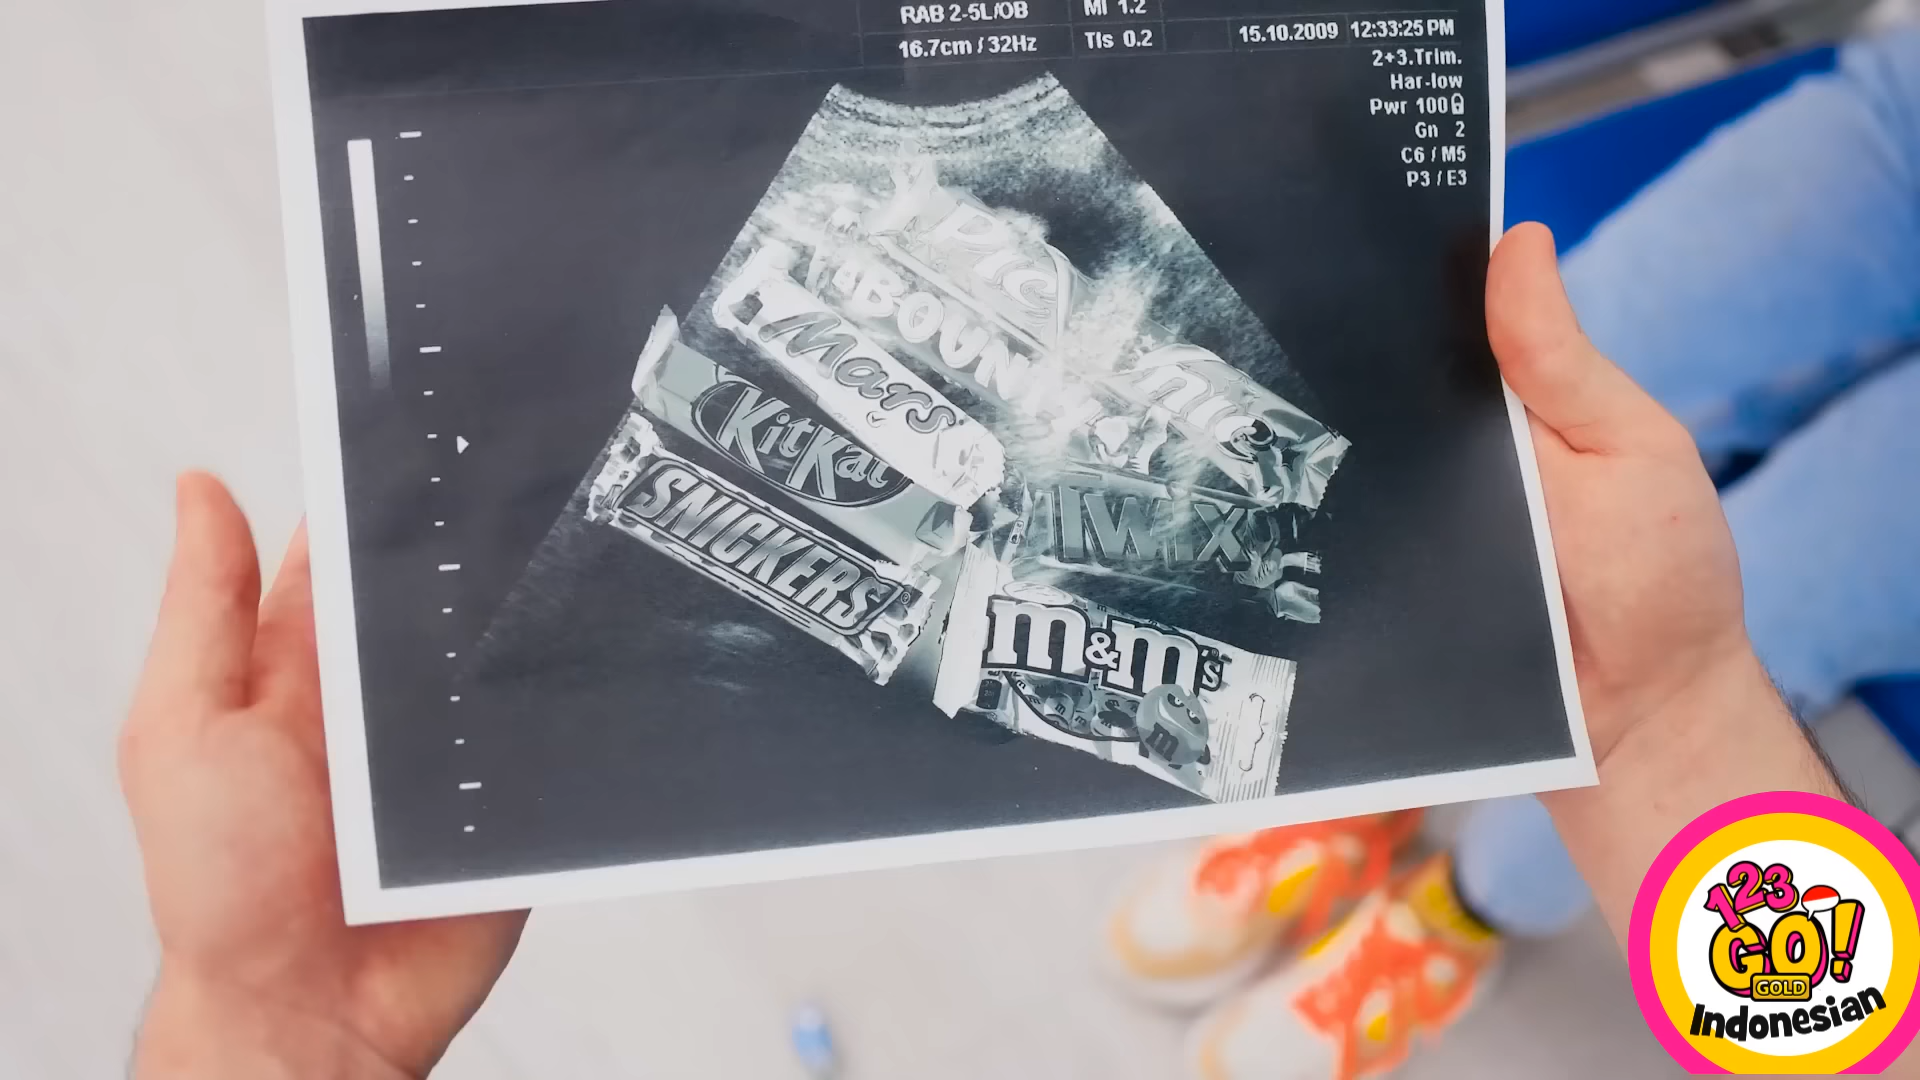 RAB 2-5L/OB
MI 1.2
16.7cm / 32Hz
Tis 0.2
15.10.2009
12:33:25 PM
2+3.Trim.
Har-low
Pwr 100
Gn 2
C6 / M5
P3 / E3
Picnic
BOUNTY
Mars
KitKat
Twix
SNICKERS
m&m's
m
123
GO!
GOLD
Indonesian